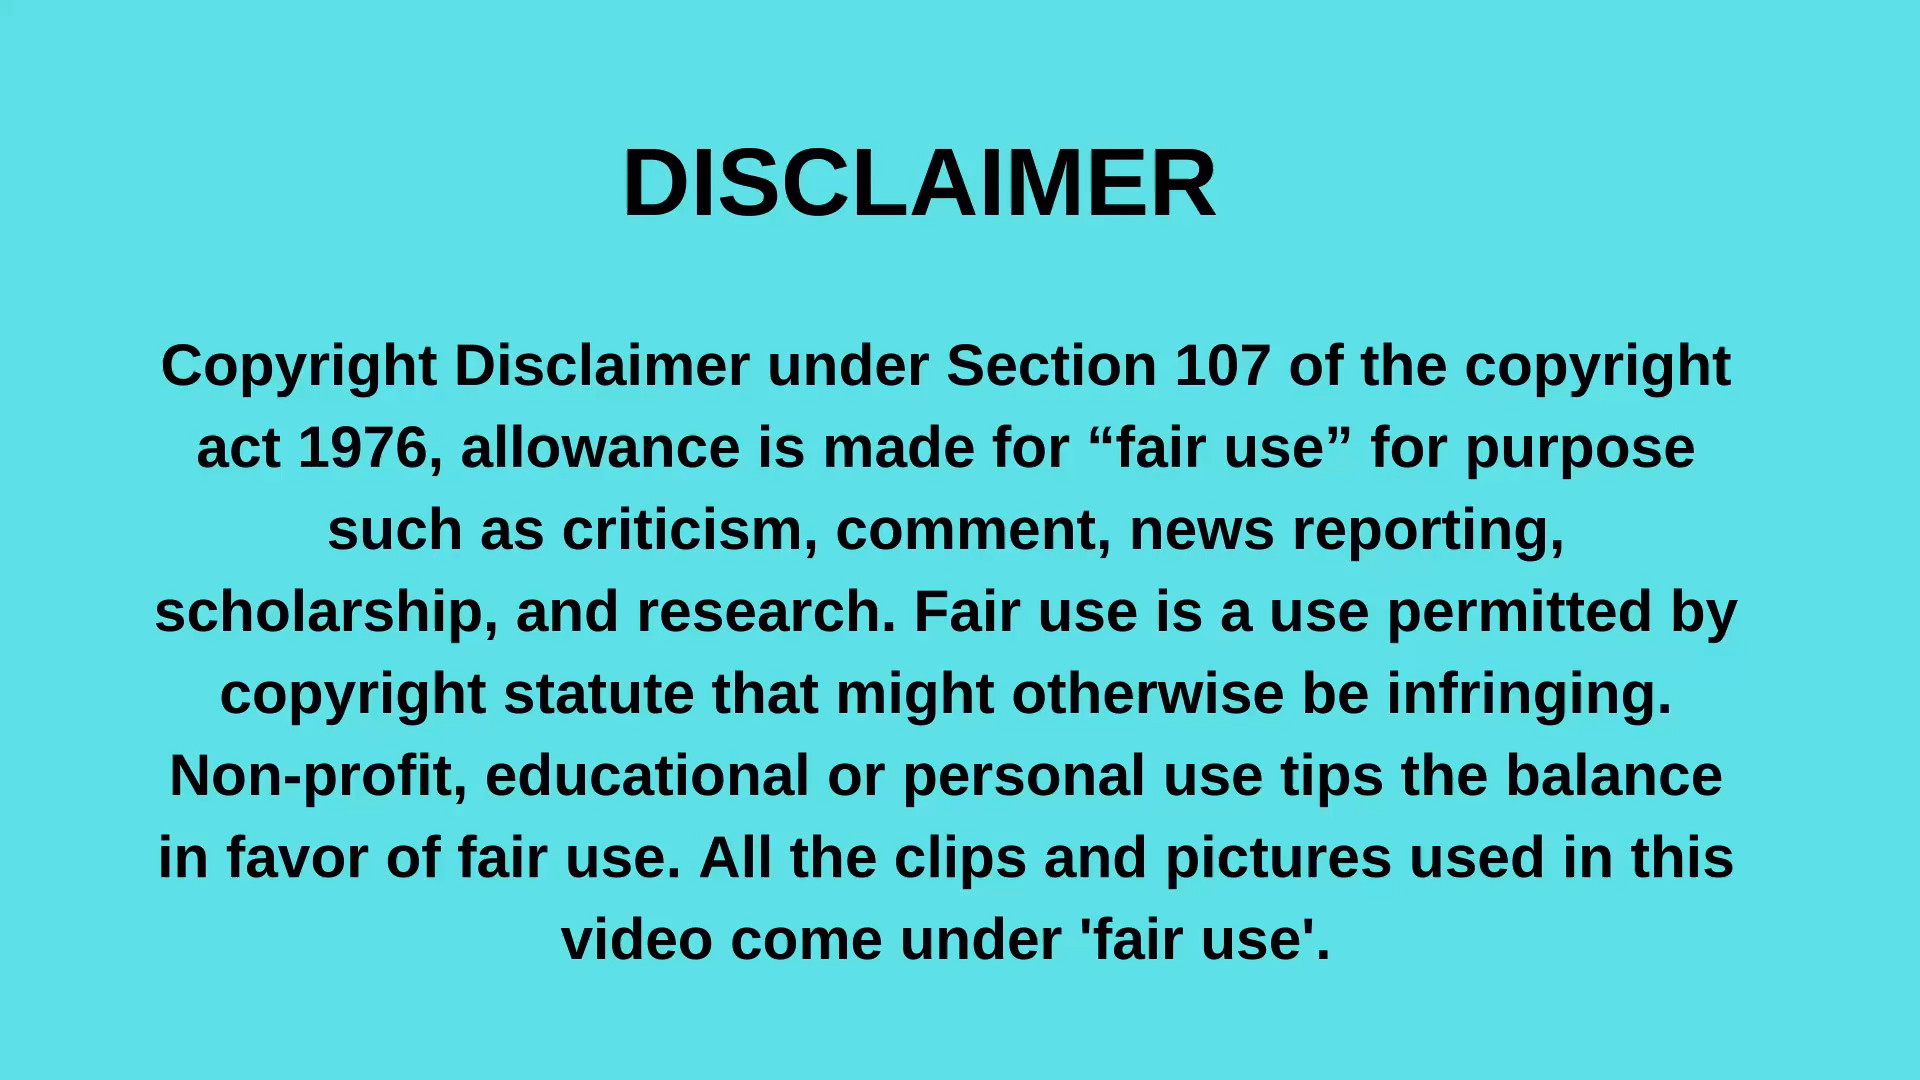 DISCLAIMER
Copyright Disclaimer under Section 107 of the copyright
act 1976, allowance is made for “fair use” for purpose
such as criticism, comment, news reporting,
scholarship, and research. Fair use is a use permitted by
copyright statute that might otherwise be infringing.
Non-profit, educational or personal use tips the balance
in favor of fair use. All the clips and pictures used in this
video come under 'fair use'.